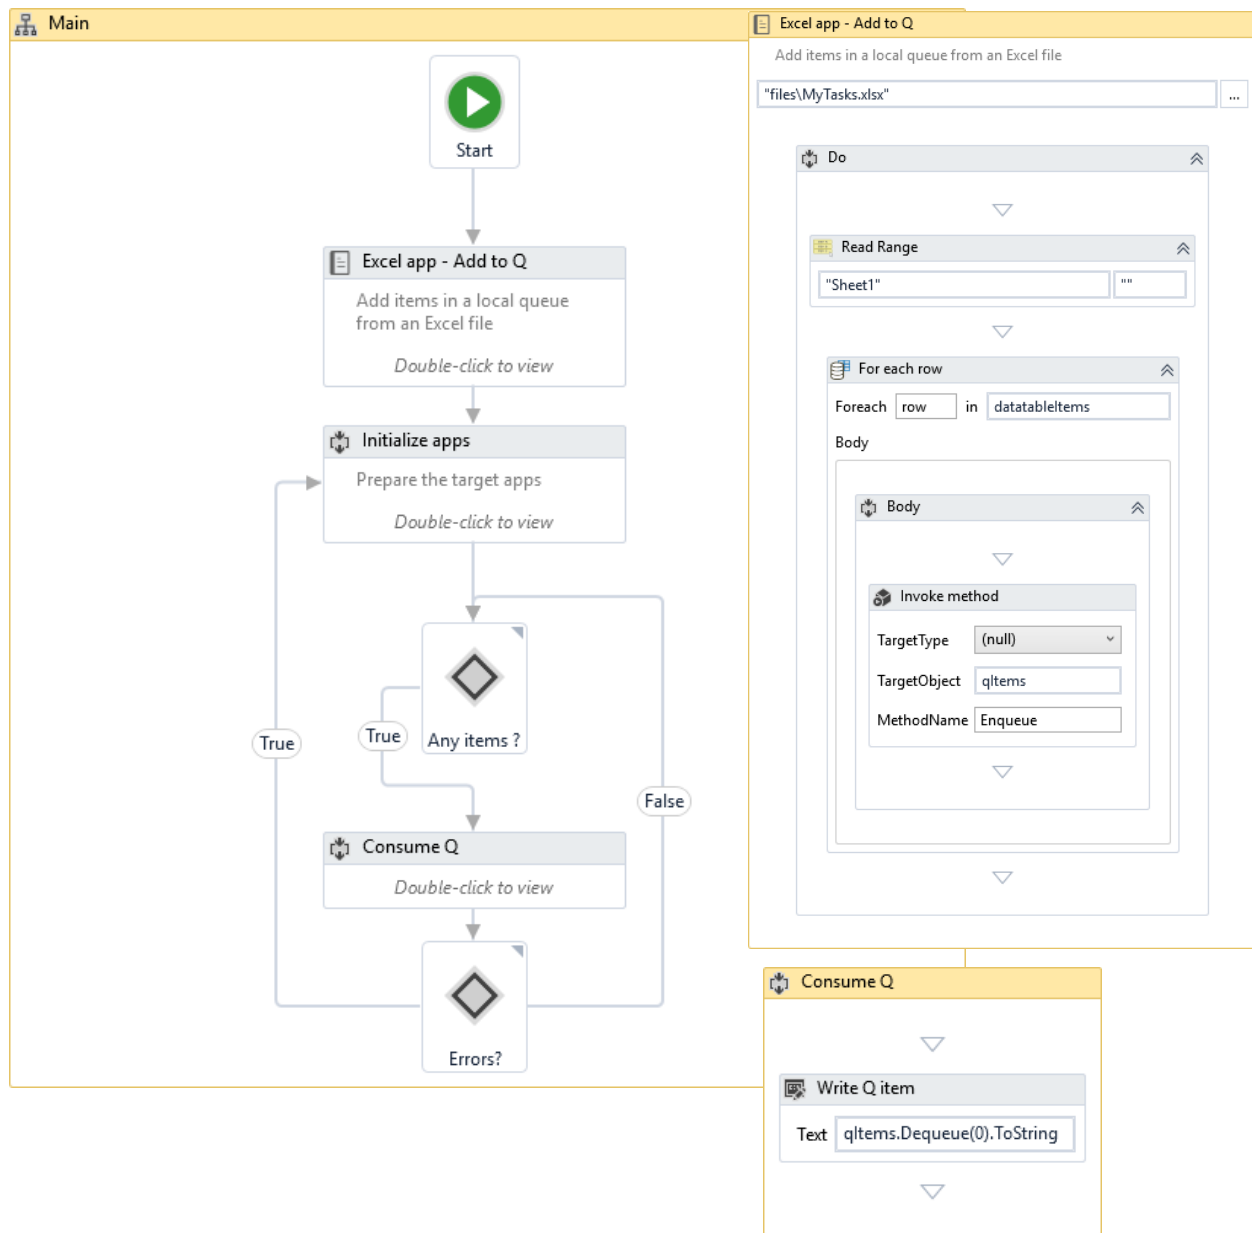 Main
Start
Excel app - Add to Q
Add items in a local queue
from an Excel file
Double-click to view
Initialize apps
Prepare the target apps
Double-click to view
Any items ?
True
True
False
Consume Q
Double-click to view
Errors?
Excel app - Add to Q
Add items in a local queue from an Excel file
"files\MyTasks.xlsx"
...
Do
Read Range
"Sheet1" ""
For each row
Foreach row in datatableItems
Body
Body
Invoke method
TargetType (null)
TargetObject qItems
MethodName Enqueue
Consume Q
Write Q item
Text qItems.Dequeue(0).ToString